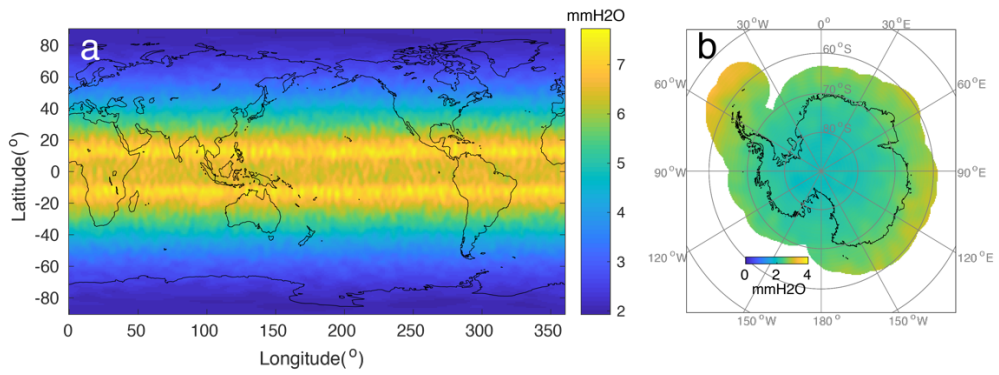 mmH2O
a
80
60
40
20
0
-20
-40
-60
-80
Latitude(°)
0
50
100
150
200
250
300
350
Longitude(°)
7
6
5
4
3
2
b
30°W
0°
30°E
60°W
60°E
60°S
70°S
80°S
90°W
90°E
120°W
120°E
0 2 4
mmH2O
150°W
180°
150°W